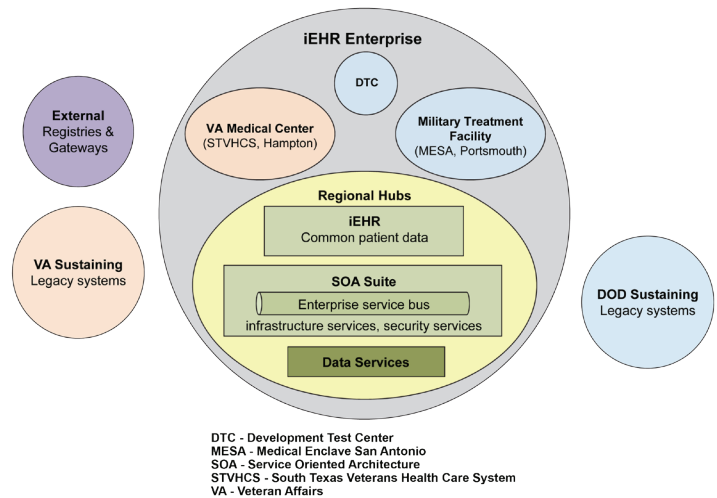 iEHR Enterprise
DTC
External
Registries &
Gateways
VA Medical Center
(STVHCS, Hampton)
Military Treatment
Facility
(MESA, Portsmouth)
Regional Hubs
iEHR
Common patient data
VA Sustaining
Legacy systems
SOA Suite
Enterprise service bus
infrastructure services, security services
DOD Sustaining
Legacy systems
Data Services
DTC - Development Test Center
MESA - Medical Enclave San Antonio
SOA - Service Oriented Architecture
STVHCS - South Texas Veterans Health Care System
VA - Veteran Affairs